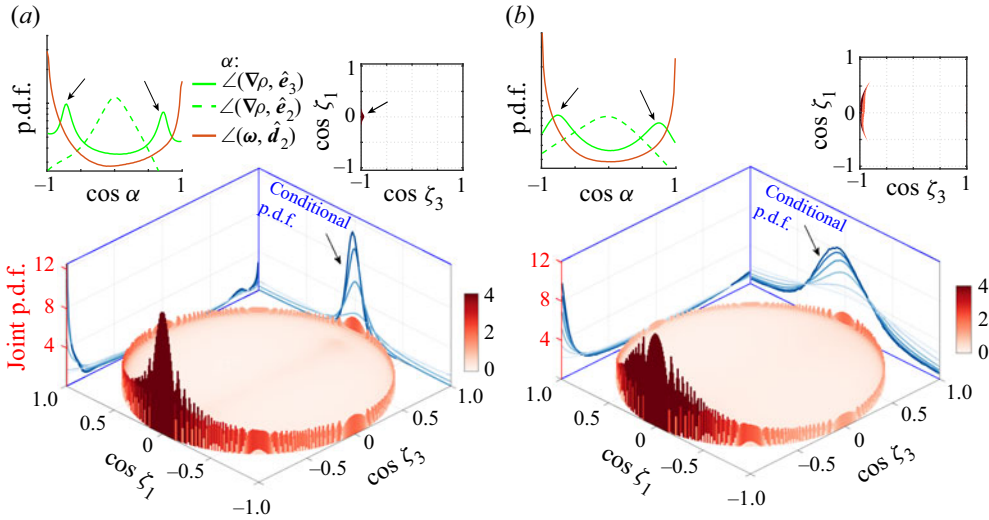 (a)
p.d.f.
−1
cos α
1
α:
∠(∇ρ, ê₃)
∠(∇ρ, ê₂)
∠(ω, d̂₂)
1
0
−1
cos ζ₁
−1
cos ζ₃
1
Conditional
p.d.f.
Joint p.d.f.
12
8
4
4
2
0
1.0
0.5
0
−0.5
−1.0
cos ζ₁
−0.5
0
0.5
1.0
cos ζ₃
(b)
p.d.f.
−1
cos α
1
1
0
−1
cos ζ₁
−1
cos ζ₃
1
Conditional
p.d.f.
12
8
4
4
2
0
1.0
0.5
0
−0.5
−1.0
cos ζ₁
−0.5
0
0.5
1.0
cos ζ₃